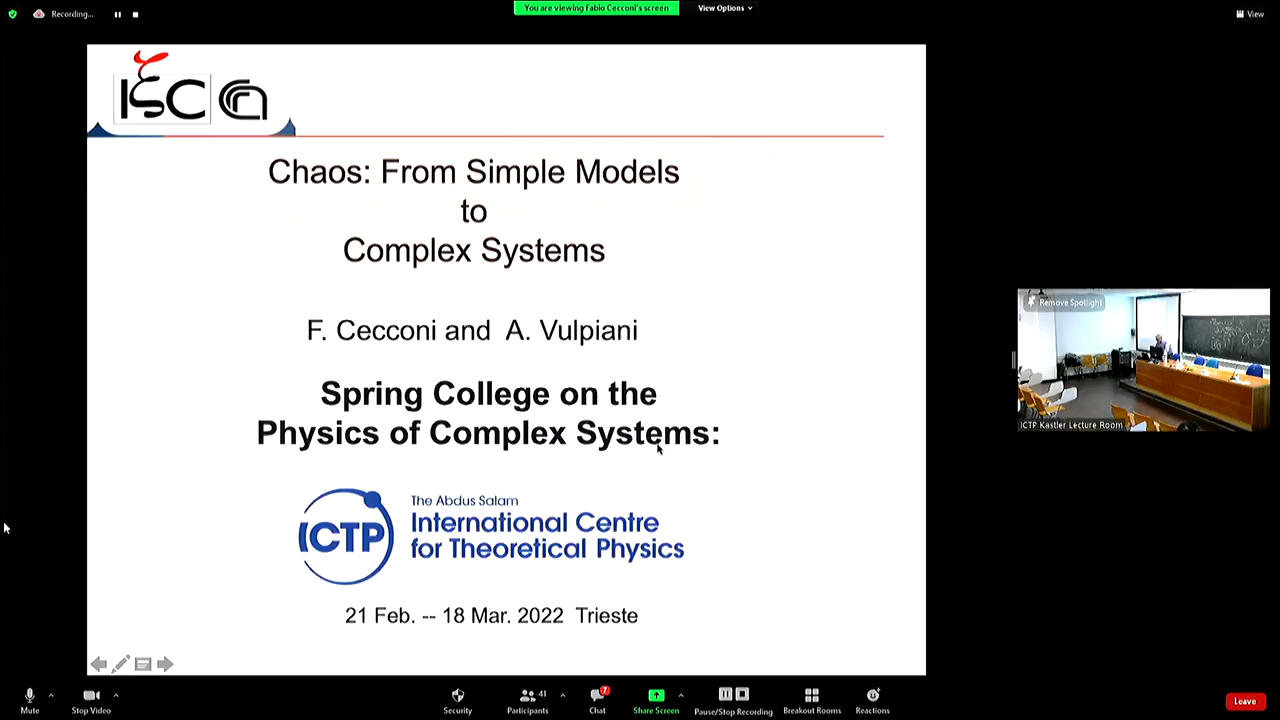 Recording...
You are viewing Fabio Cecconi's screen
View Options
View
ISC
Chaos: From Simple Models
to
Complex Systems
F. Cecconi and A. Vulpiani
Spring College on the
Physics of Complex Systems:
ICTP
The Abdus Salam
International Centre
for Theoretical Physics
21 Feb. -- 18 Mar. 2022 Trieste
Remove Spotlight
ICTP Kastler Lecture Room
Mute
Stop Video
Security
41
Participants
7
Chat
Share Screen
Pause/Stop Recording
Breakout Rooms
Reactions
Leave